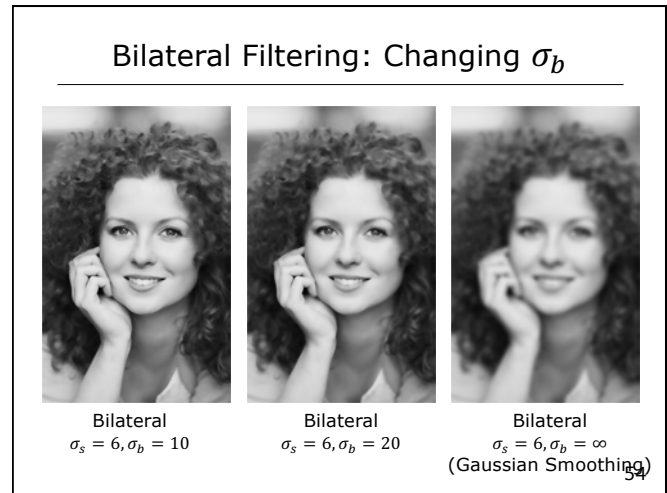 Bilateral Filtering: Changing σ_b
Bilateral
σ_s = 6, σ_b = 10
Bilateral
σ_s = 6, σ_b = 20
Bilateral
σ_s = 6, σ_b = ∞
(Gaussian Smoothing)
54